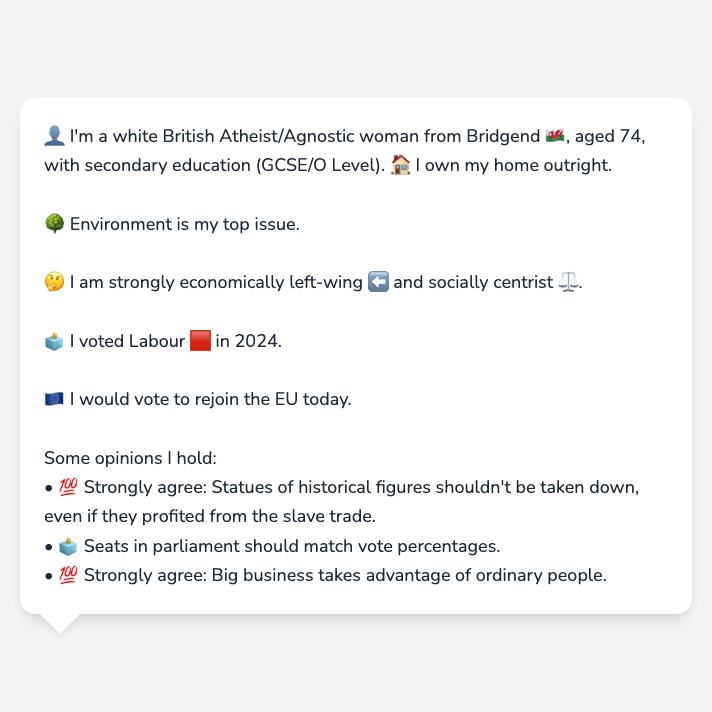 👤 I'm a white British Atheist/Agnostic woman from Bridgend 🏴󠁧󠁢󠁷󠁬󠁳󠁿, aged 74,
with secondary education (GCSE/O Level). 🏠 I own my home outright.
🌳 Environment is my top issue.
🤔 I am strongly economically left-wing ⬅️ and socially centrist ⚖️.
🗳️ I voted Labour 🟥 in 2024.
🇪🇺 I would vote to rejoin the EU today.
Some opinions I hold:
• 💯 Strongly agree: Statues of historical figures shouldn't be taken down,
even if they profited from the slave trade.
• 🗳️ Seats in parliament should match vote percentages.
• 💯 Strongly agree: Big business takes advantage of ordinary people.